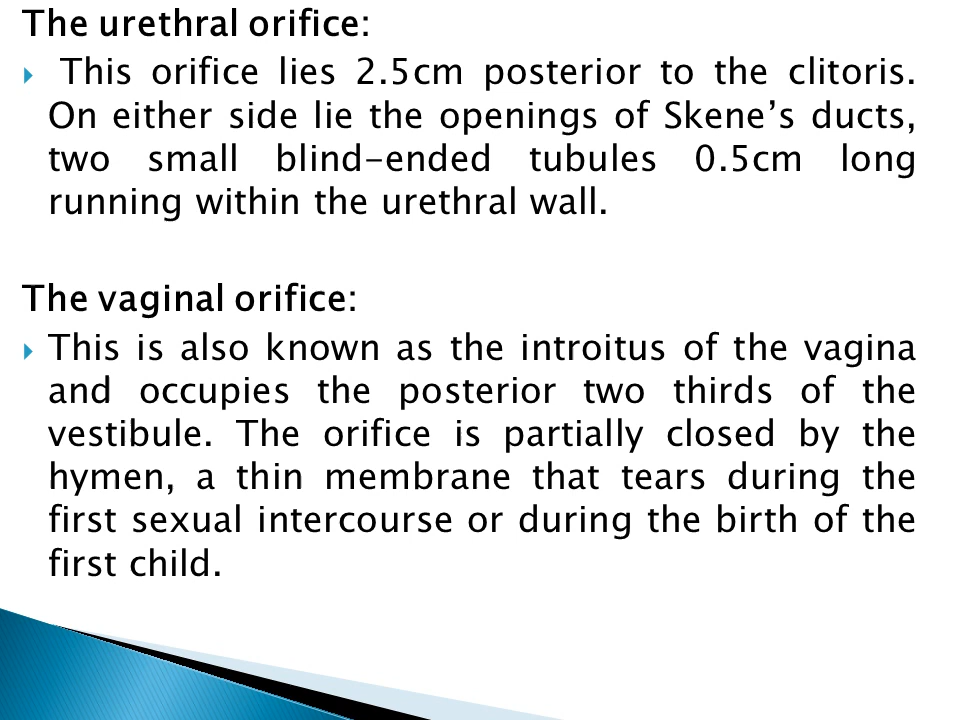 The urethral orifice:
This orifice lies 2.5cm posterior to the clitoris.
On either side lie the openings of Skene’s ducts,
two small blind-ended tubules 0.5cm long
running within the urethral wall.
The vaginal orifice:
This is also known as the introitus of the vagina
and occupies the posterior two thirds of the
vestibule. The orifice is partially closed by the
hymen, a thin membrane that tears during the
first sexual intercourse or during the birth of the
first child.